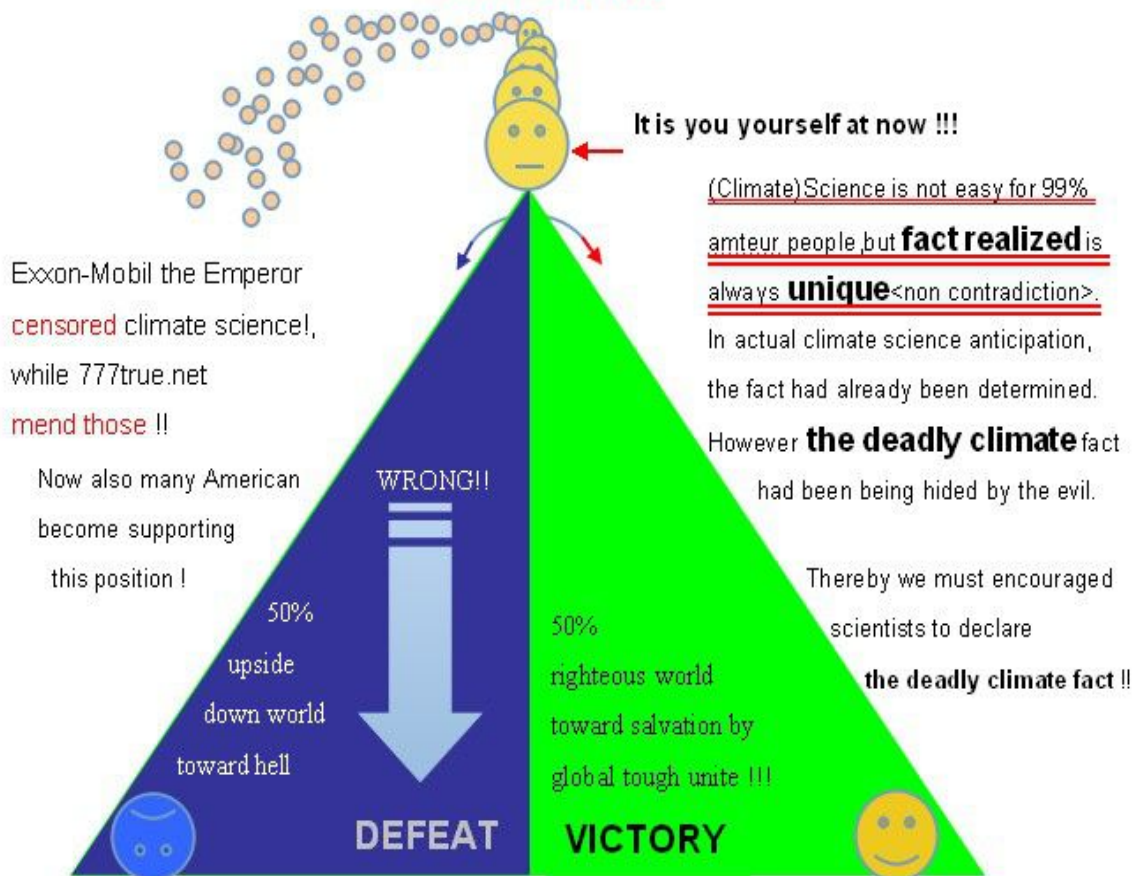 It is you yourself at now !!!
(Climate)Science is not easy for 99%
amteur people ,but fact realized is
always unique<non contradiction>.
In actual climate science anticipation,
the fact had already been determined.
However the deadly climate fact
had been being hided by the evil.
Thereby we must encouraged
scientists to declare
the deadly climate fact !!
Exxon-Mobil the Emperor
censored climate science!,
while 777true.net
mend those !!
Now also many American
become supporting
this position !
WRONG!!
50%
upside
down world
toward hell
50%
righteous world
toward salvation by
global tough unite !!!
DEFEAT
VICTORY